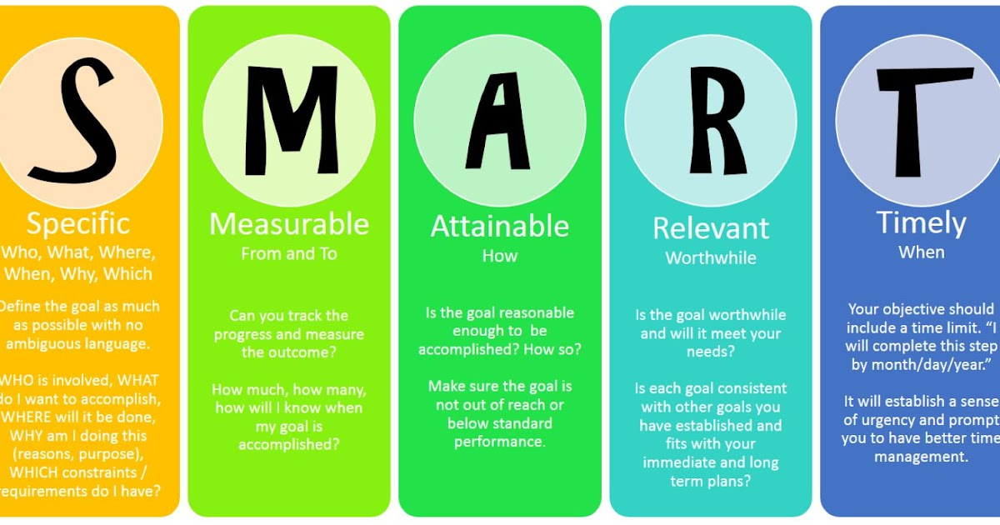 S
Specific
Who, What, Where,
When, Why, Which
Define the goal as much
as possible with no
ambiguous language.
WHO is involved, WHAT
do I want to accomplish,
WHERE will it be done,
WHY am I doing this
(reasons, purpose),
WHICH constraints /
requirements do I have?
M
Measurable
From and To
Can you track the
progress and measure
the outcome?
How much, how many,
how will I know when
my goal is
accomplished?
A
Attainable
How
Is the goal reasonable
enough to be
accomplished? How so?
Make sure the goal is
not out of reach or
below standard
performance.
R
Relevant
Worthwhile
Is the goal worthwhile
and will it meet your
needs?
Is each goal consistent
with other goals you
have established and
fits with your
immediate and long
term plans?
T
Timely
When
Your objective should
include a time limit. “I
will complete this step
by month/day/year.”
It will establish a sense
of urgency and prompt
you to have better time
management.